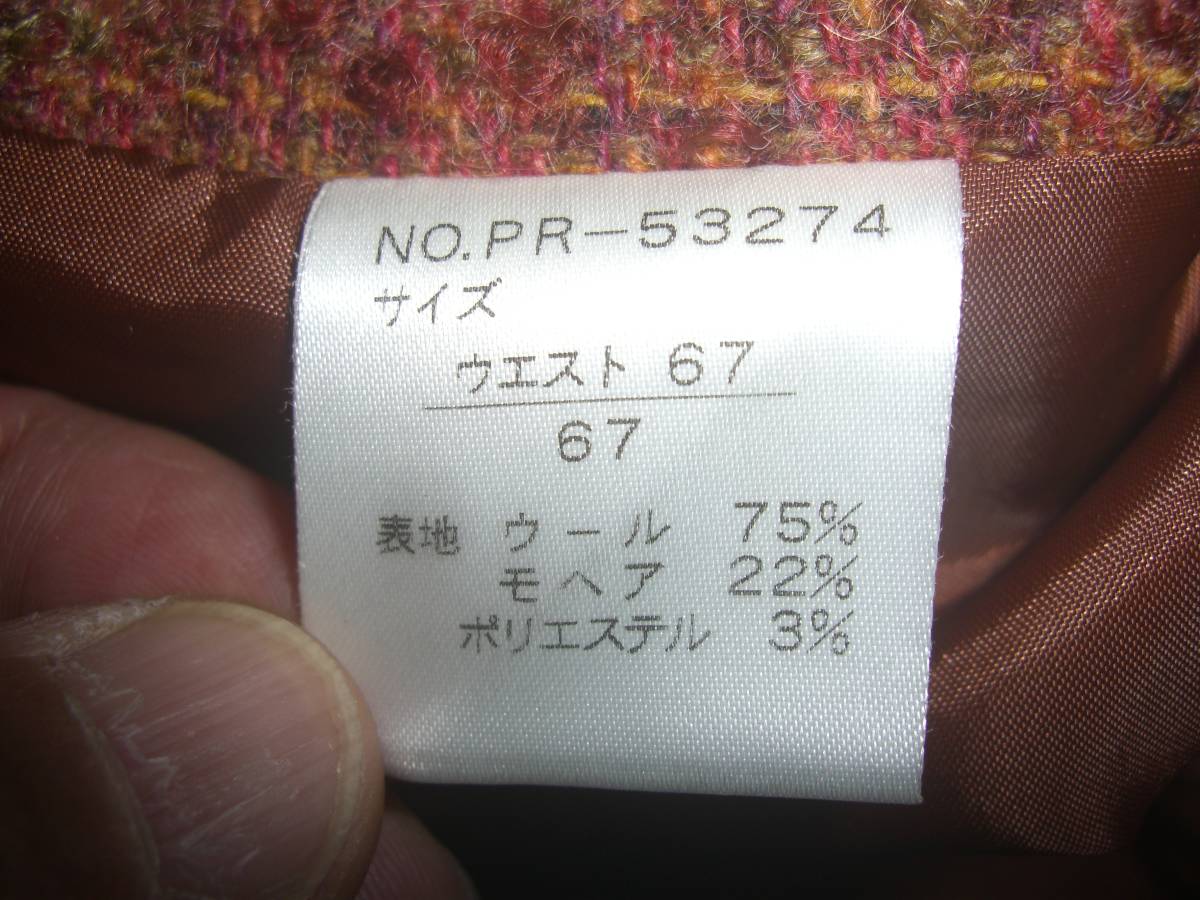 NO.PR-53274
サイズ
ウエスト 67
67
表地 ウール 75%
モヘア 22%
ポリエステル 3%